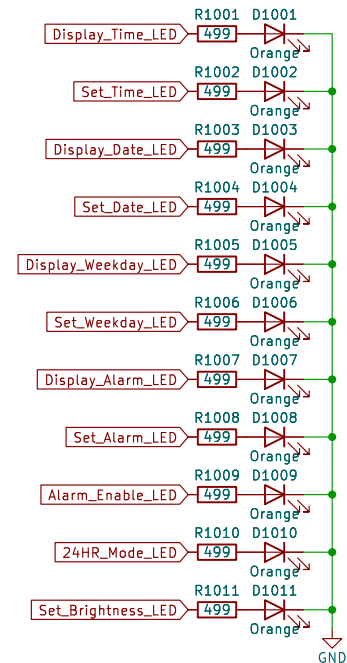 R1001 D1001
Display_Time_LED 499
Orange
R1002 D1002
Set_Time_LED 499
Orange
R1003 D1003
Display_Date_LED 499
Orange
R1004 D1004
Set_Date_LED 499
Orange
R1005 D1005
Display_Weekday_LED 499
Orange
R1006 D1006
Set_Weekday_LED 499
Orange
R1007 D1007
Display_Alarm_LED 499
Orange
R1008 D1008
Set_Alarm_LED 499
Orange
R1009 D1009
Alarm_Enable_LED 499
Orange
R1010 D1010
24HR_Mode_LED 499
Orange
R1011 D1011
Set_Brightness_LED 499
Orange
GND